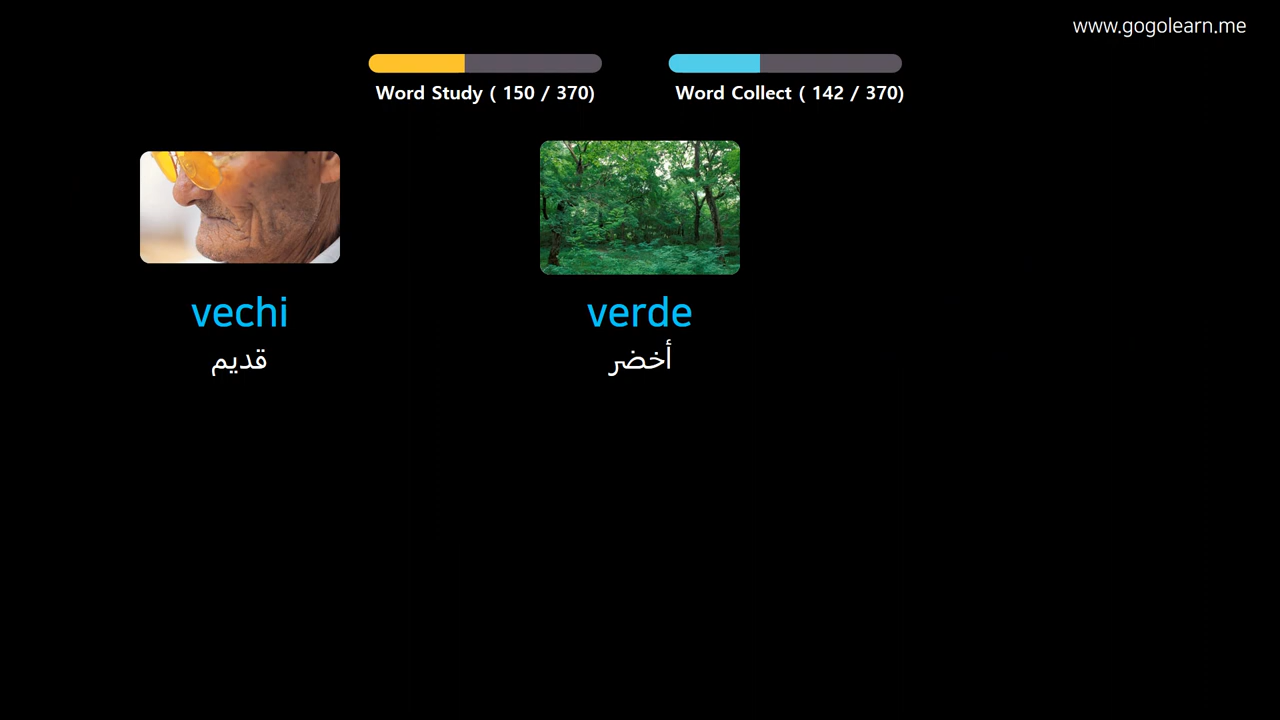 www.gogolearn.me
Word Study ( 150 / 370)
Word Collect ( 142 / 370)
vechi
قديم
verde
أخضر